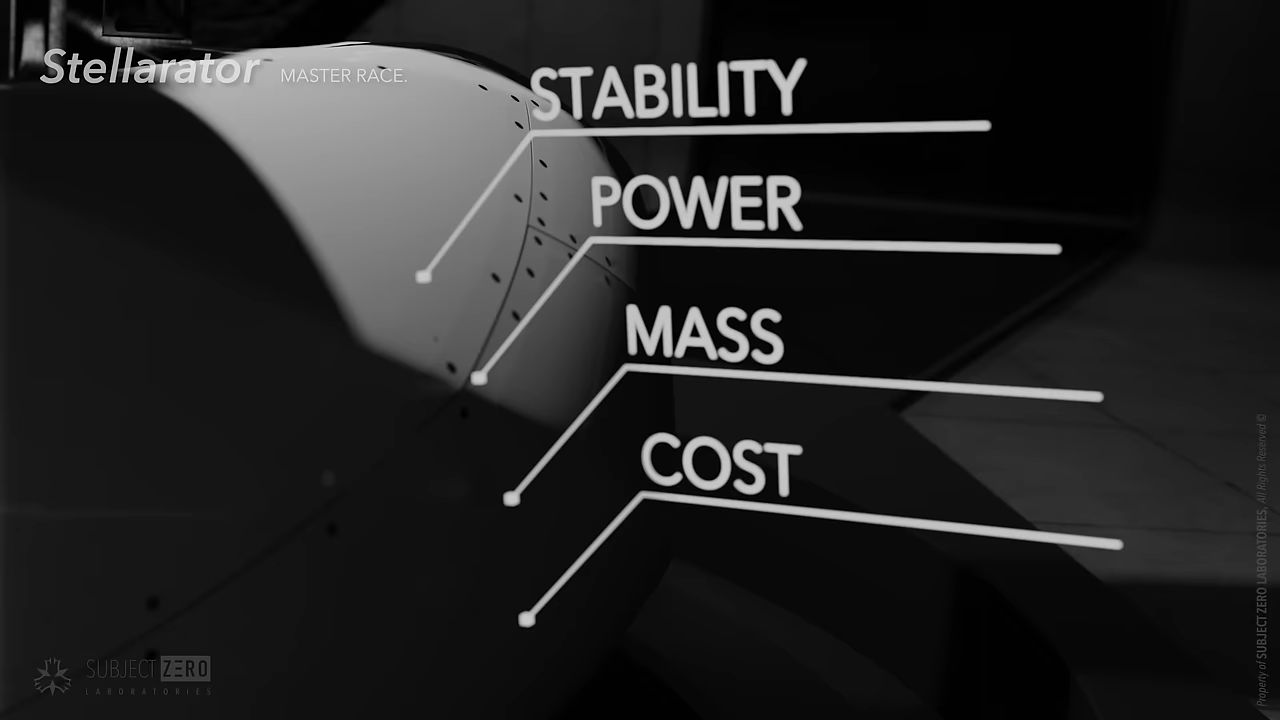 Stellarator MASTER RACE.
STABILITY
POWER
MASS
COST
SUBJECT ZERO
LABORATORIES
Property of SUBJECT ZERO LABORATORIES, All Rights Reserved ©